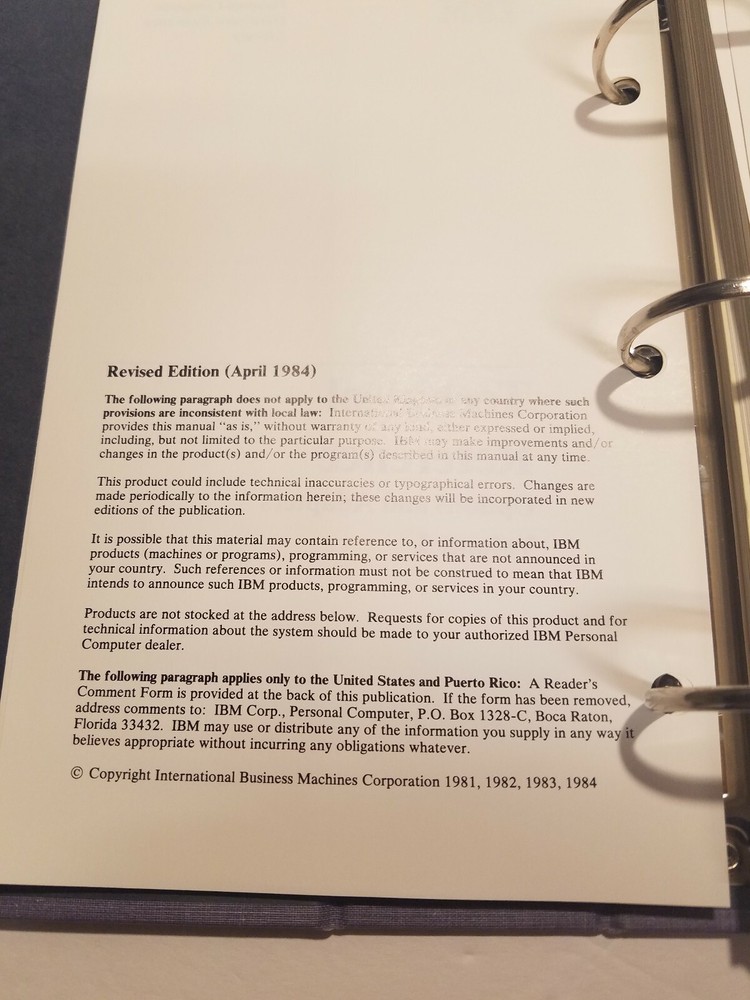 Revised Edition (April 1984)
The following paragraph does not apply to the United Kingdom or any country where such
provisions are inconsistent with local law: International Business Machines Corporation
provides this manual “as is,” without warranty of any kind, either expressed or implied,
including, but not limited to the particular purpose. IBM may make improvements and/or
changes in the product(s) and/or the program(s) described in this manual at any time.
This product could include technical inaccuracies or typographical errors. Changes are
made periodically to the information herein; these changes will be incorporated in new
editions of the publication.
It is possible that this material may contain reference to, or information about, IBM
products (machines or programs), programming, or services that are not announced in
your country. Such references or information must not be construed to mean that IBM
intends to announce such IBM products, programming, or services in your country.
Products are not stocked at the address below. Requests for copies of this product and for
technical information about the system should be made to your authorized IBM Personal
Computer dealer.
The following paragraph applies only to the United States and Puerto Rico: A Reader's
Comment Form is provided at the back of this publication. If the form has been removed,
address comments to: IBM Corp., Personal Computer, P.O. Box 1328-C, Boca Raton,
Florida 33432. IBM may use or distribute any of the information you supply in any way it
believes appropriate without incurring any obligations whatever.
© Copyright International Business Machines Corporation 1981, 1982, 1983, 1984